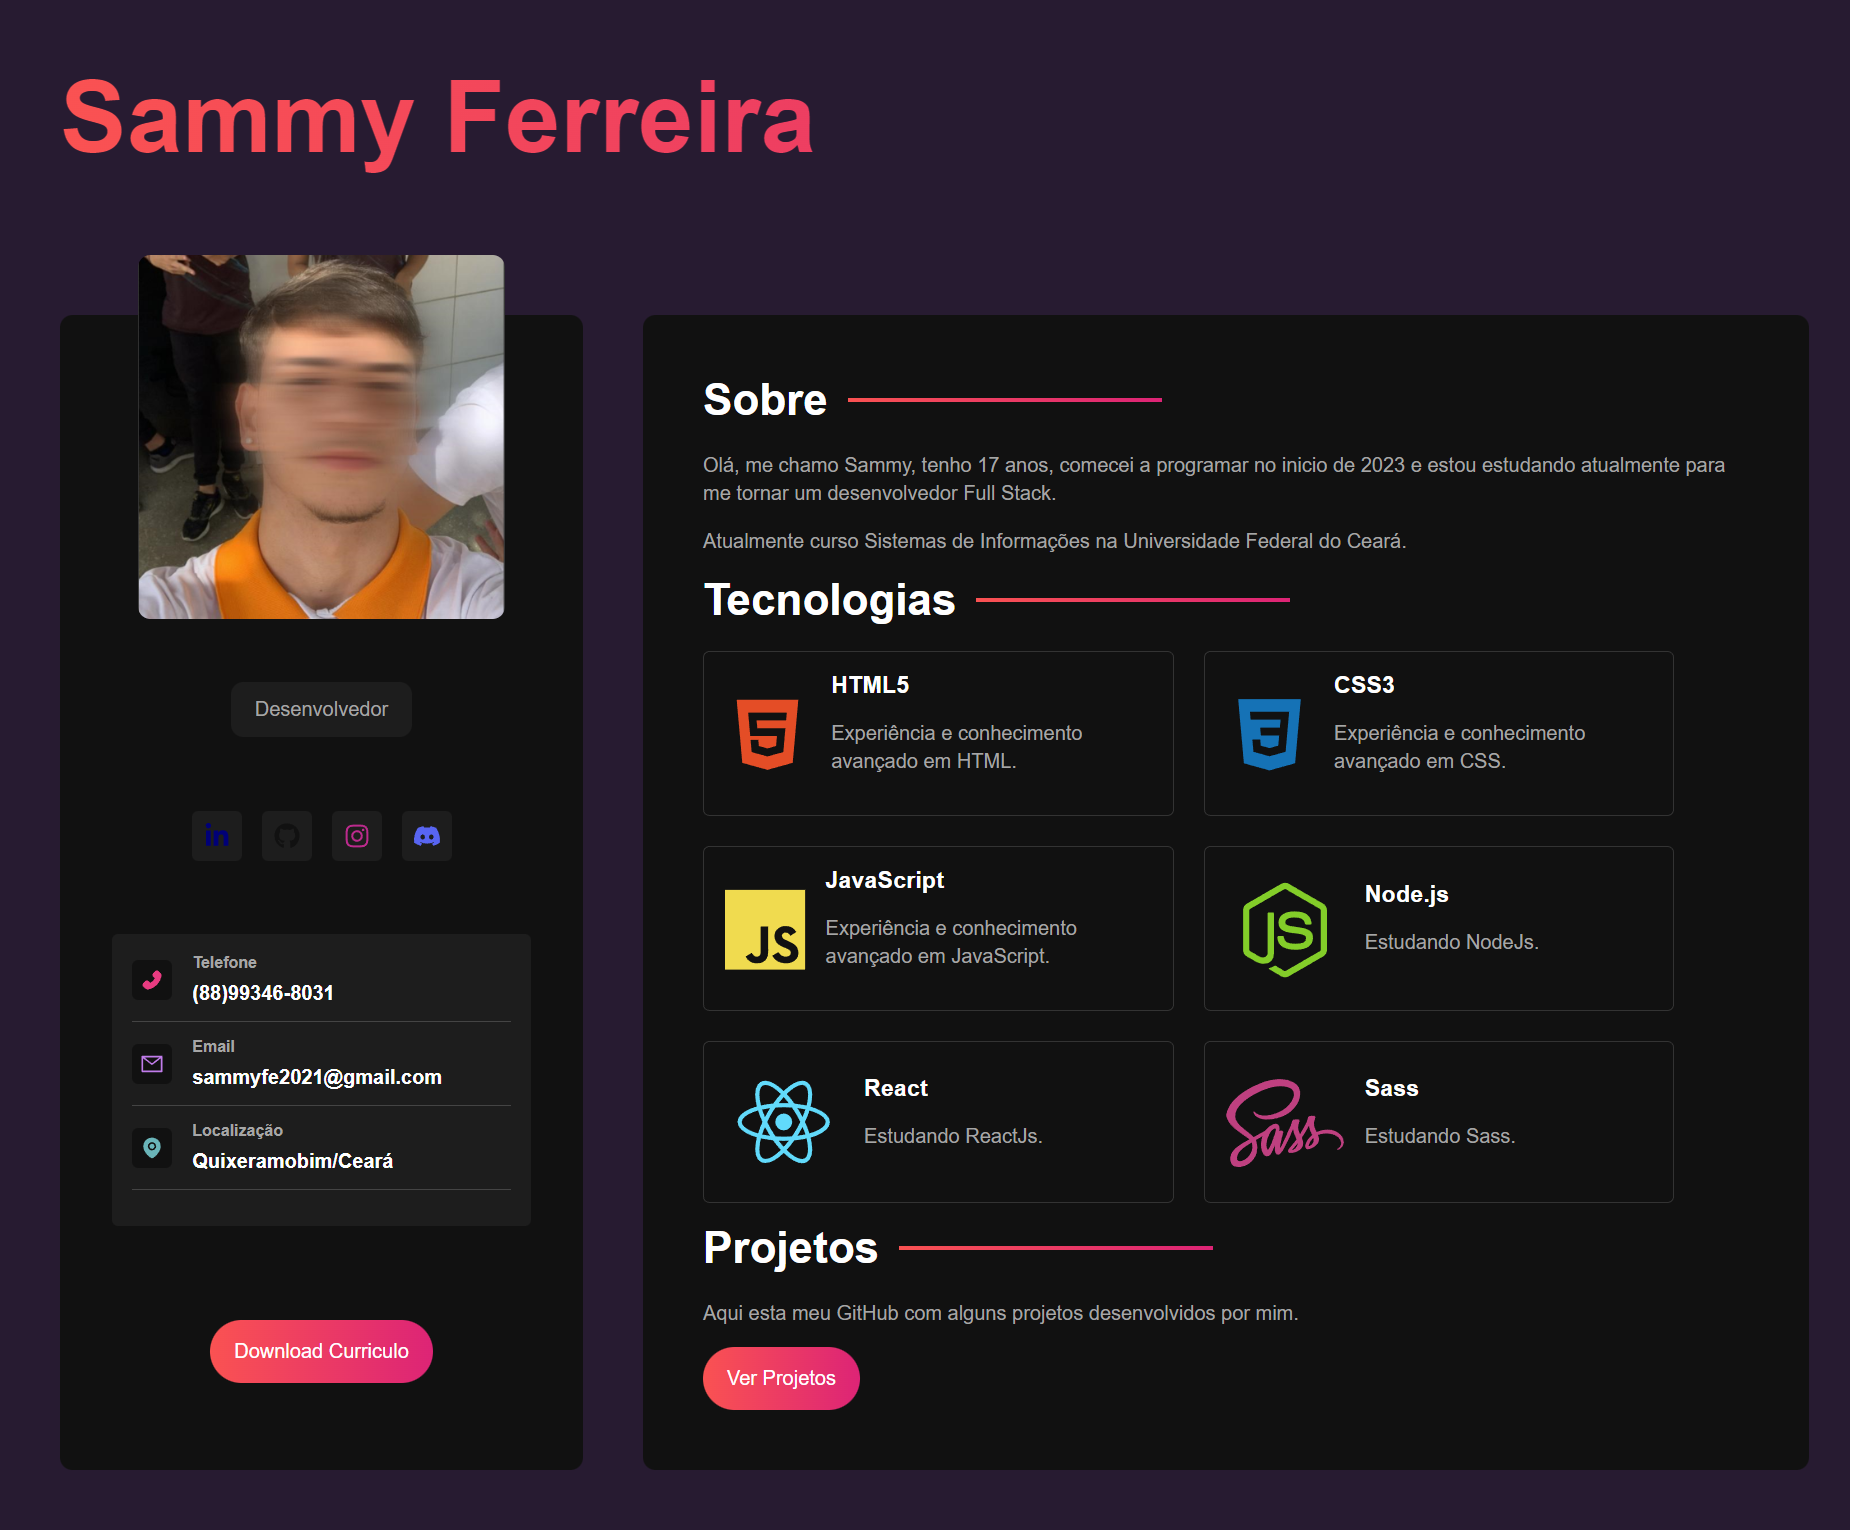 Sammy Ferreira
Desenvolvedor
in
Telefone
(88)99346-8031
Email
sammyfe2021@gmail.com
Localização
Quixeramobim/Ceará
Download Curriculo
Sobre
Olá, me chamo Sammy, tenho 17 anos, comecei a programar no inicio de 2023 e estou estudando atualmente para
me tornar um desenvolvedor Full Stack.
Atualmente curso Sistemas de Informações na Universidade Federal do Ceará.
Tecnologias
HTML5
Experiência e conhecimento
avançado em HTML.
CSS3
Experiência e conhecimento
avançado em CSS.
JS
JavaScript
Experiência e conhecimento
avançado em JavaScript.
JS
Node.js
Estudando NodeJs.
React
Estudando ReactJs.
Sass
Sass
Estudando Sass.
Projetos
Aqui esta meu GitHub com alguns projetos desenvolvidos por mim.
Ver Projetos